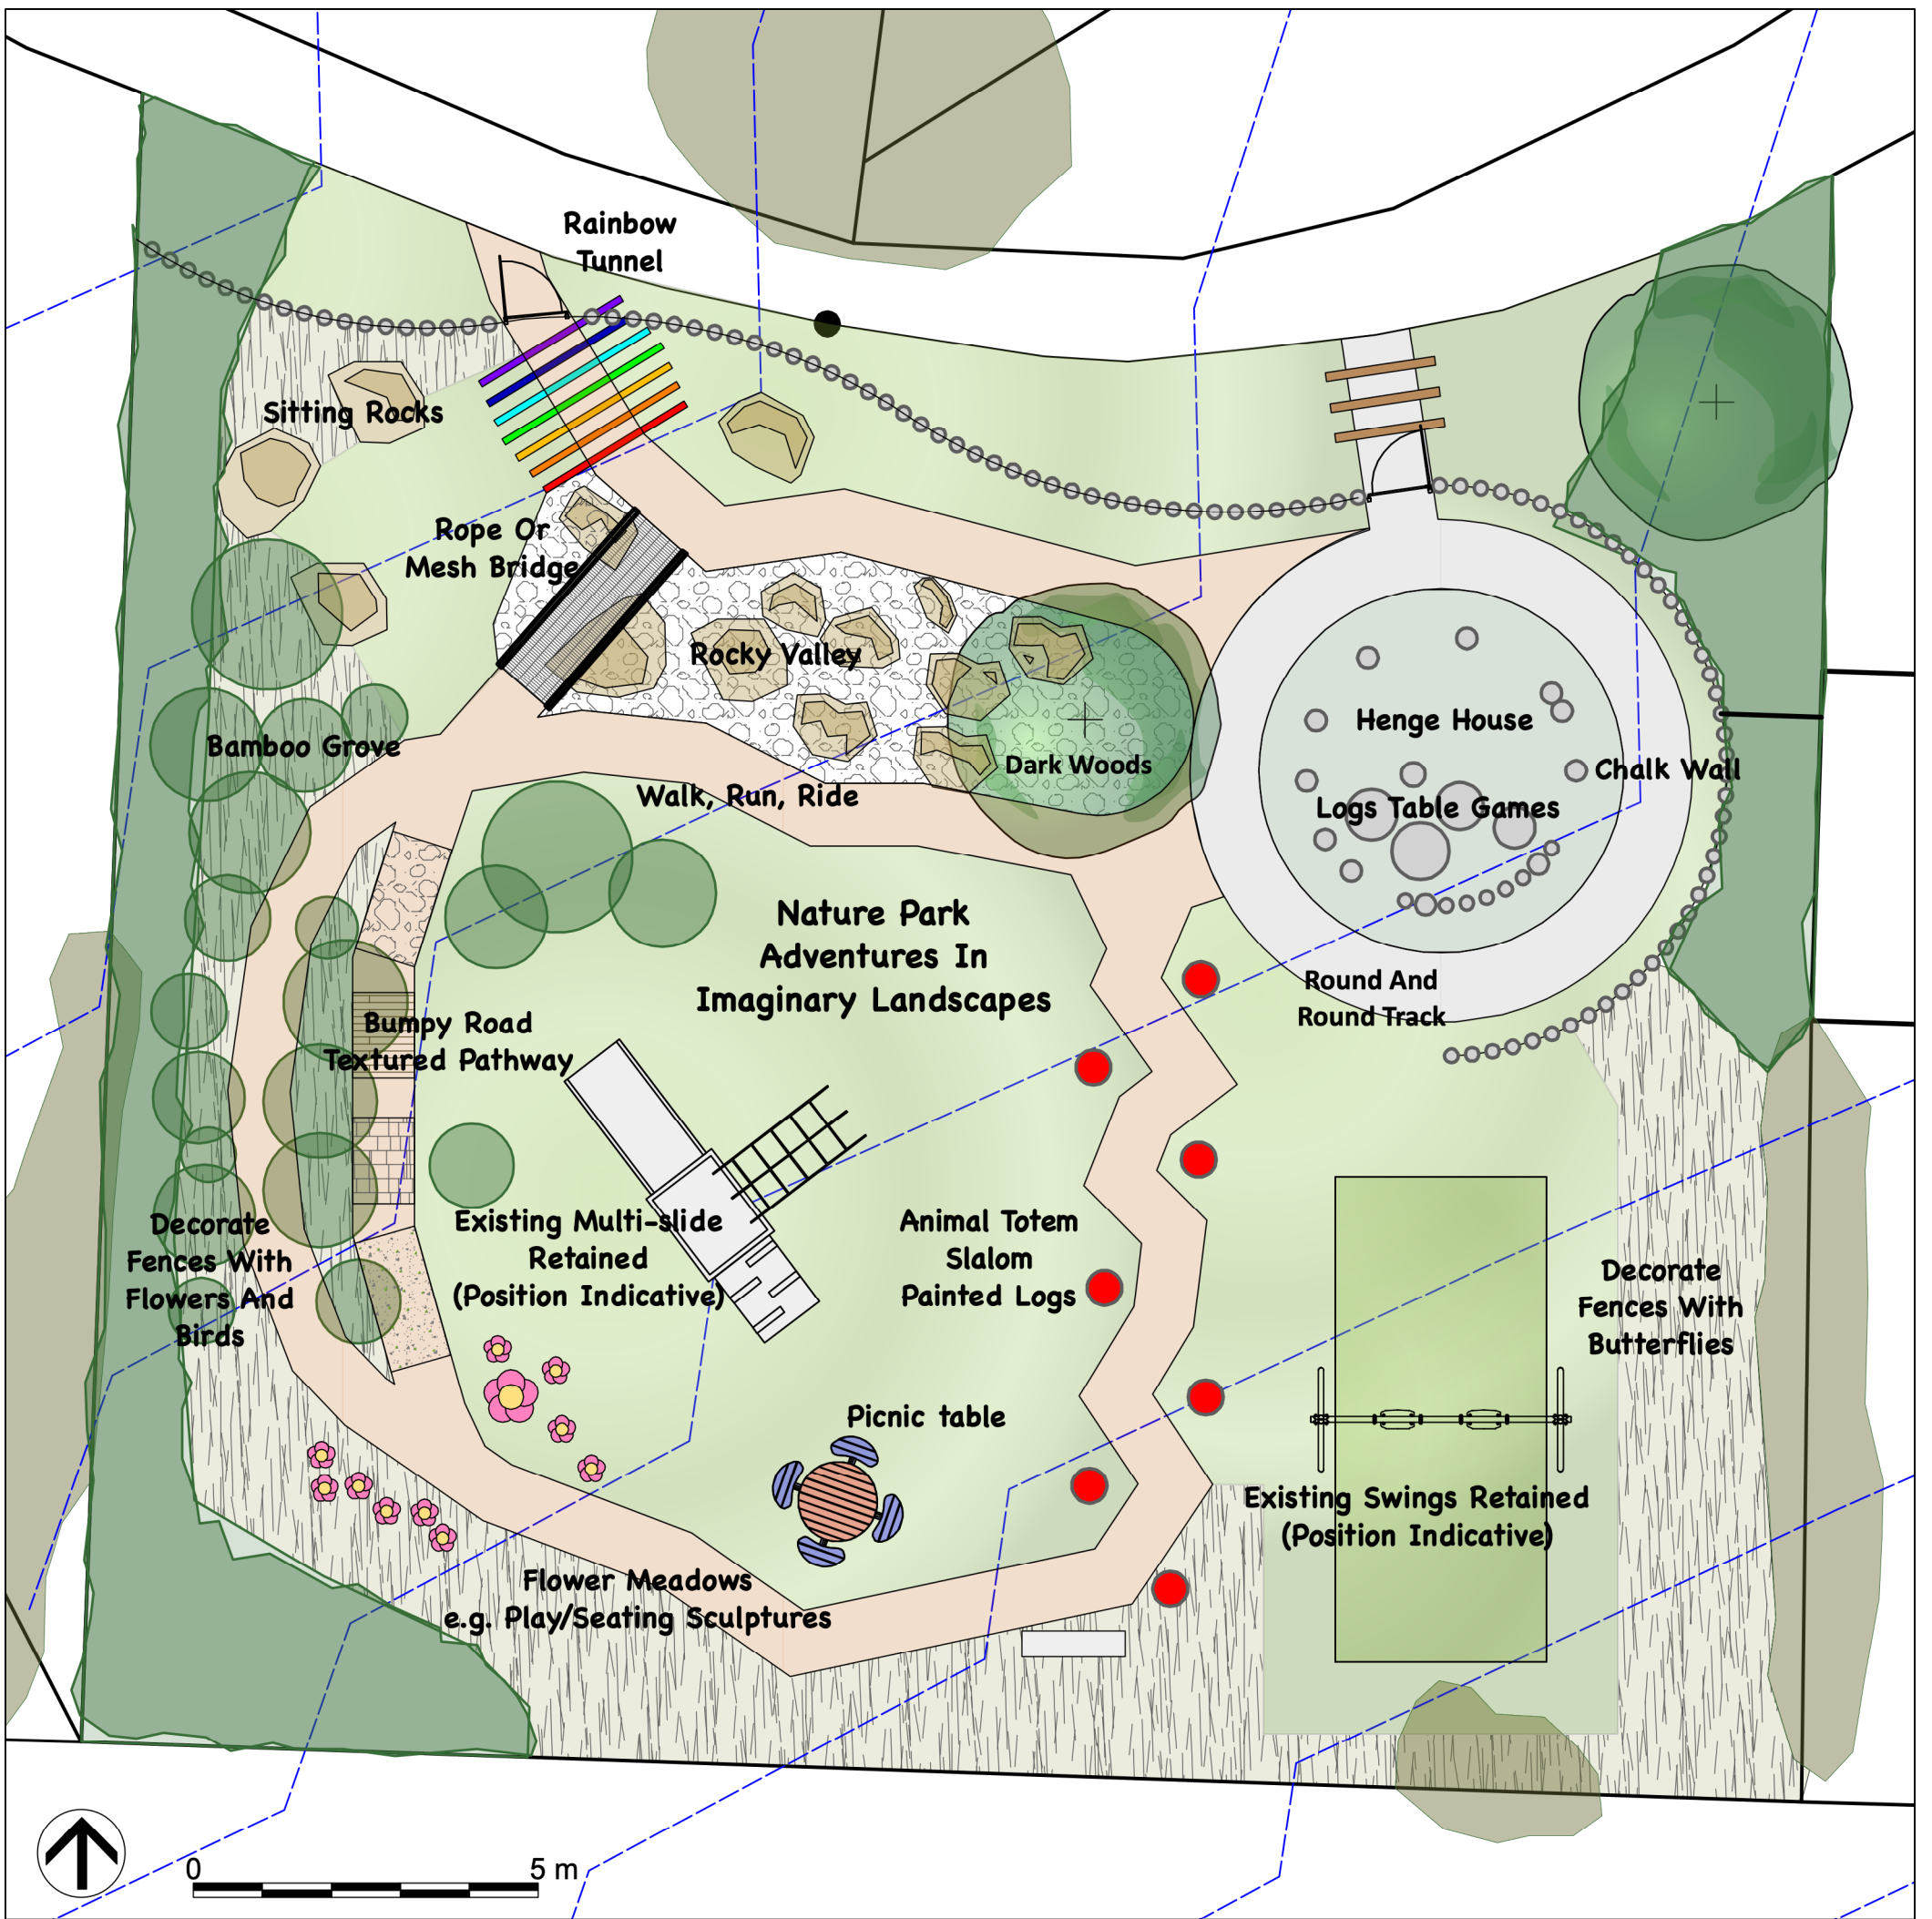 Rainbow
Tunnel
Sitting Rocks
Rope Or
Mesh Bridge
Rocky Valley
Henge House
Bamboo Grove
Dark Woods
Chalk Wall
Walk, Run, Ride
Logs Table Games
Nature Park
Adventures In
Imaginary Landscapes
Round And
Round Track
Bumpy Road
Textured Pathway
Decorate
Fences With
Flowers And
Birds
Existing Multi-slide
Retained
(Position Indicative)
Animal Totem
Slalom
Painted Logs
Decorate
Fences With
Butterflies
Picnic table
Existing Swings Retained
(Position Indicative)
Flower Meadows
e.g. Play/Seating Sculptures
0 5 m